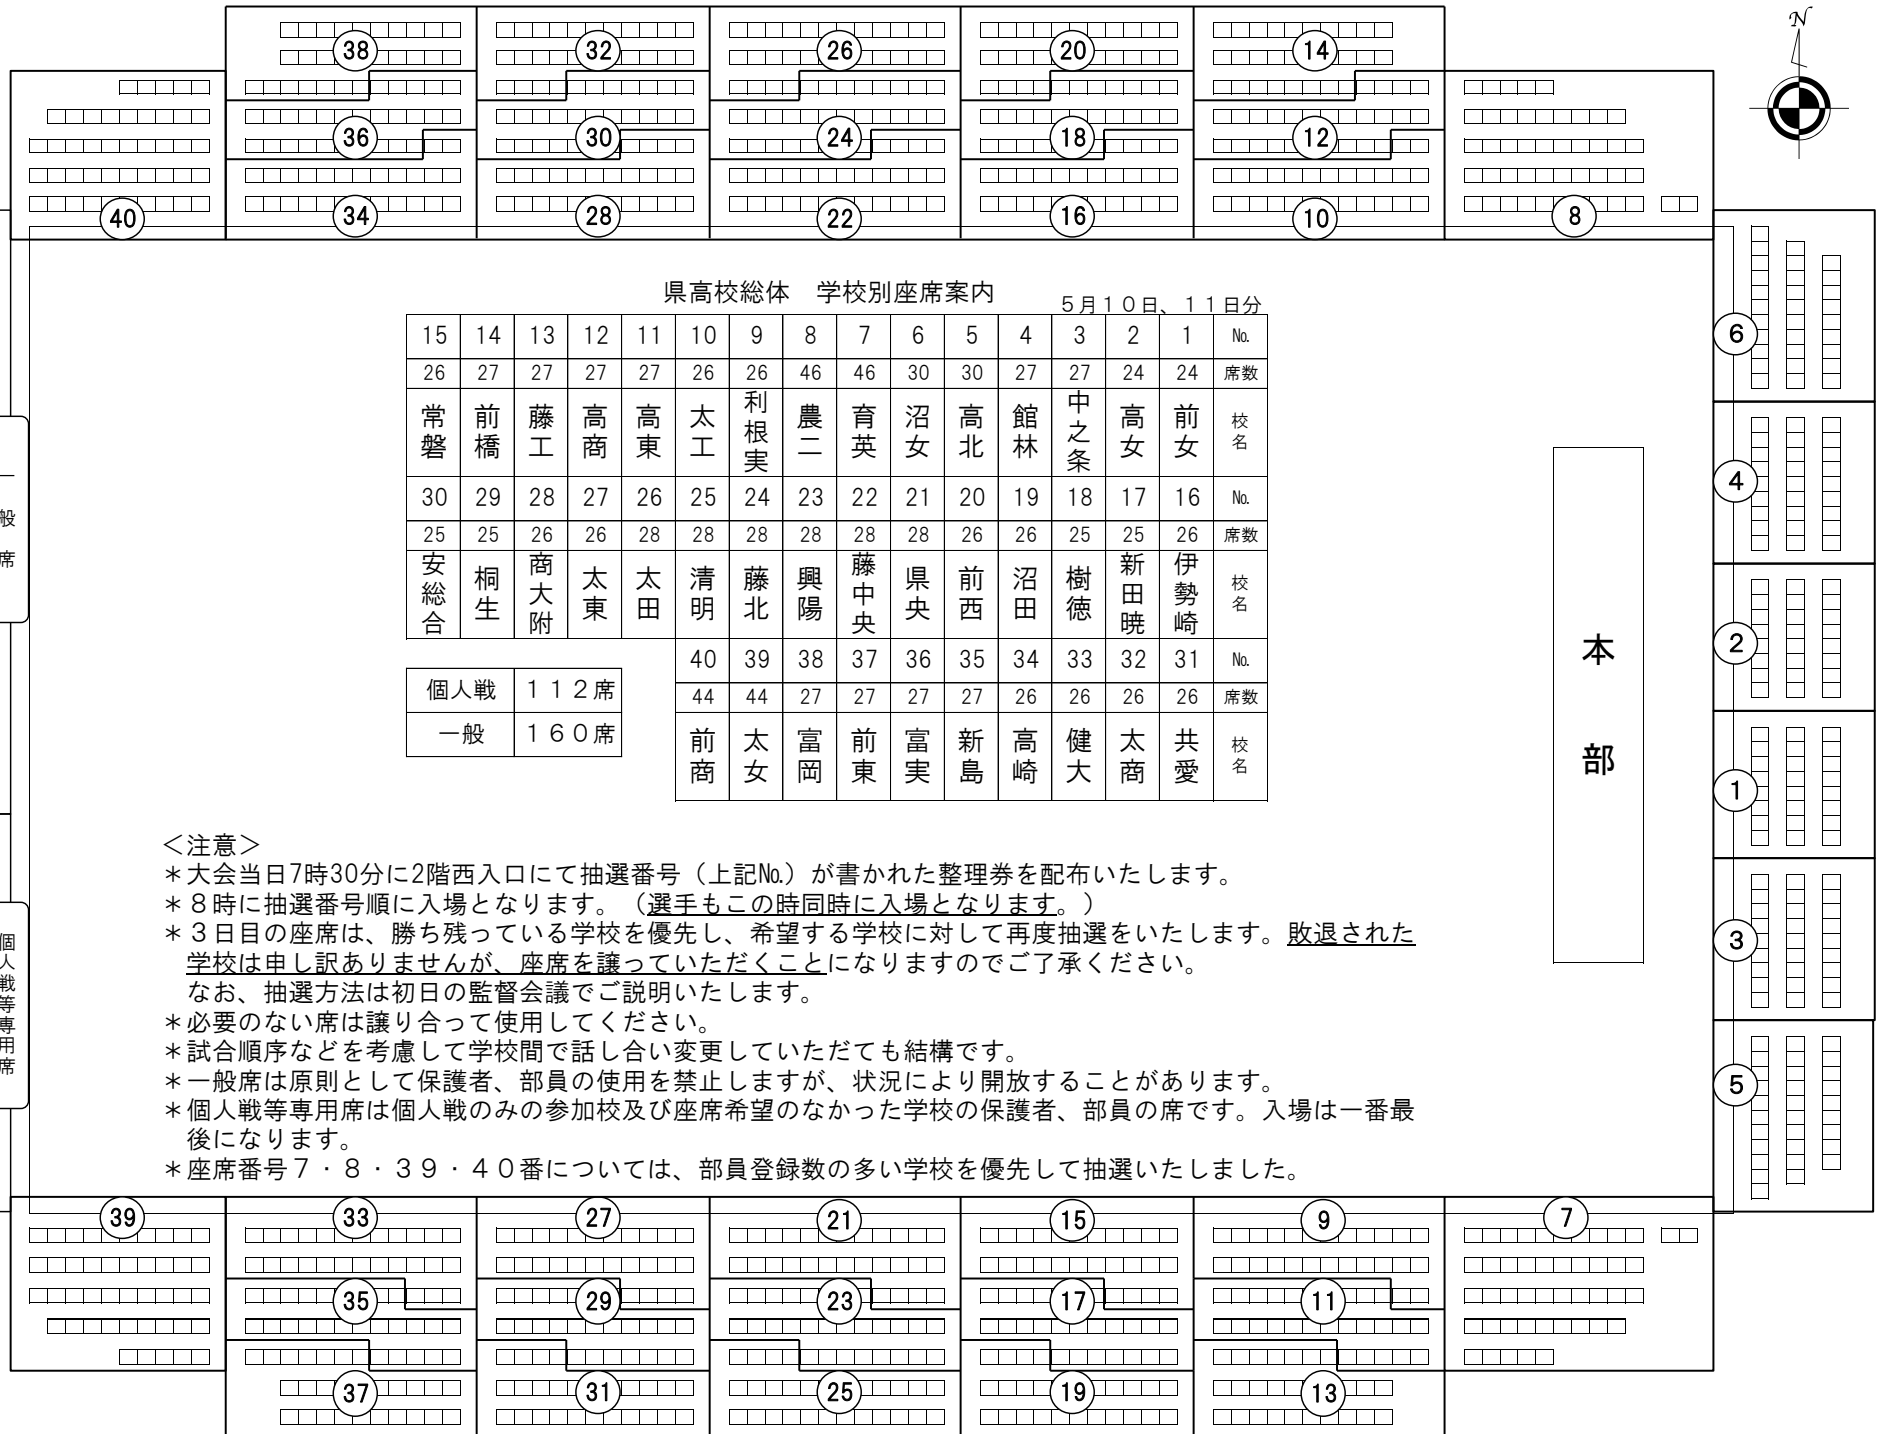 N
38 32 26 20 14
36 30 24 18 12
40 34 28 22 16 10 8
県高校総体 学校別座席案内
5月10日、11日分
15 14 13 12 11 10 9 8 7 6 5 4 3 2 1 №
26 27 27 27 27 26 26 46 46 30 30 27 27 24 24 席数
常磐 前橋 藤工 高商 高東 太工 利根実 農二 育英 沼女 高北 館林 中之条 高女 前女 校名
30 29 28 27 26 25 24 23 22 21 20 19 18 17 16 №
25 25 26 26 28 28 28 28 28 28 26 26 25 25 26 席数
安総合 桐生 商大附 太東 太田 清明 藤北 興陽 藤中央 県央 前西 沼田 樹徳 新田暁 伊勢崎 校名
40 39 38 37 36 35 34 33 32 31 №
44 44 27 27 27 27 26 26 26 26 席数
前商 太女 富岡 前東 富実 新島 高崎 健大 太商 共愛 校名
個人戦 112席
一般 160席
一般席
個人戦等専用席
本部
6
4
2
1
3
5
＜注意＞
＊大会当日7時30分に2階西入口にて抽選番号（上記№）が書かれた整理券を配布いたします。
＊８時に抽選番号順に入場となります。（選手もこの時同時に入場となります。）
＊３日目の座席は、勝ち残っている学校を優先し、希望する学校に対して再度抽選をいたします。敗退された
学校は申し訳ありませんが、座席を譲っていただくことになりますのでご了承ください。
なお、抽選方法は初日の監督会議でご説明いたします。
＊必要のない席は譲り合って使用してください。
＊試合順序などを考慮して学校間で話し合い変更していただても結構です。
＊一般席は原則として保護者、部員の使用を禁止しますが、状況により開放することがあります。
＊個人戦等専用席は個人戦のみの参加校及び座席希望のなかった学校の保護者、部員の席です。入場は一番最
後になります。
＊座席番号７・８・３９・４０番については、部員登録数の多い学校を優先して抽選いたしました。
39 33 27 21 15 9 7
35 29 23 17 11
37 31 25 19 13